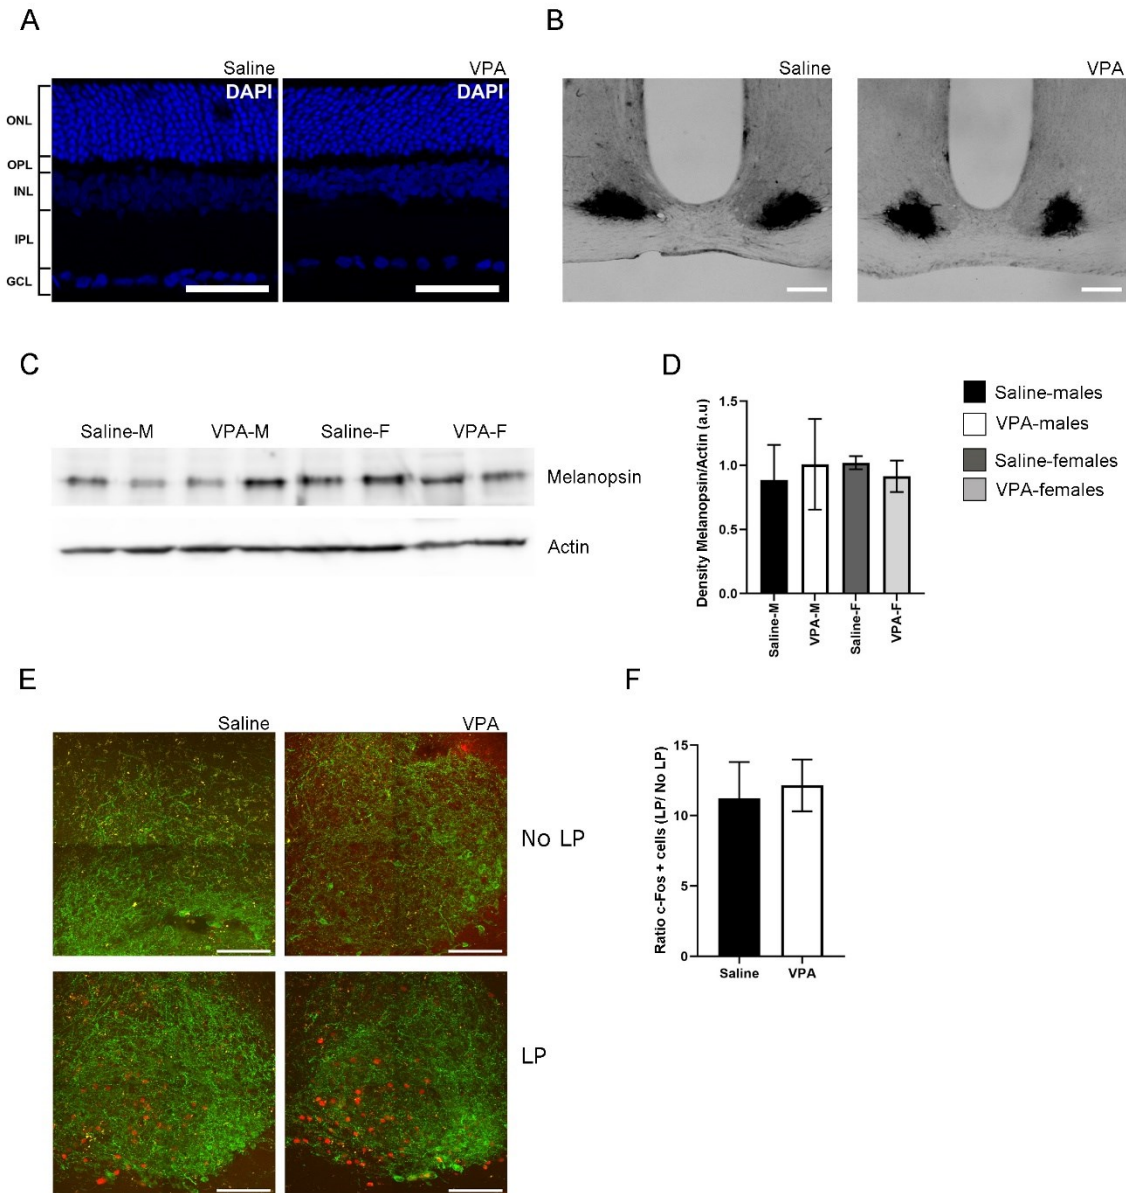 A
Saline
DAPI
VPA
DAPI
ONL
OPL
INL
IPL
GCL
B
Saline
VPA
C
Saline-M VPA-M Saline-F VPA-F
Melanopsin
Actin
D
Density Melanopsin/Actin (a.u)
1.5
1.0
0.5
0.0
Saline-M
VPA-M
Saline-F
VPA-F
Saline-males
VPA-males
Saline-females
VPA-females
E
Saline
VPA
No LP
LP
F
Ratio c-Fos + cells (LP/ No LP)
15
10
5
0
Saline
VPA